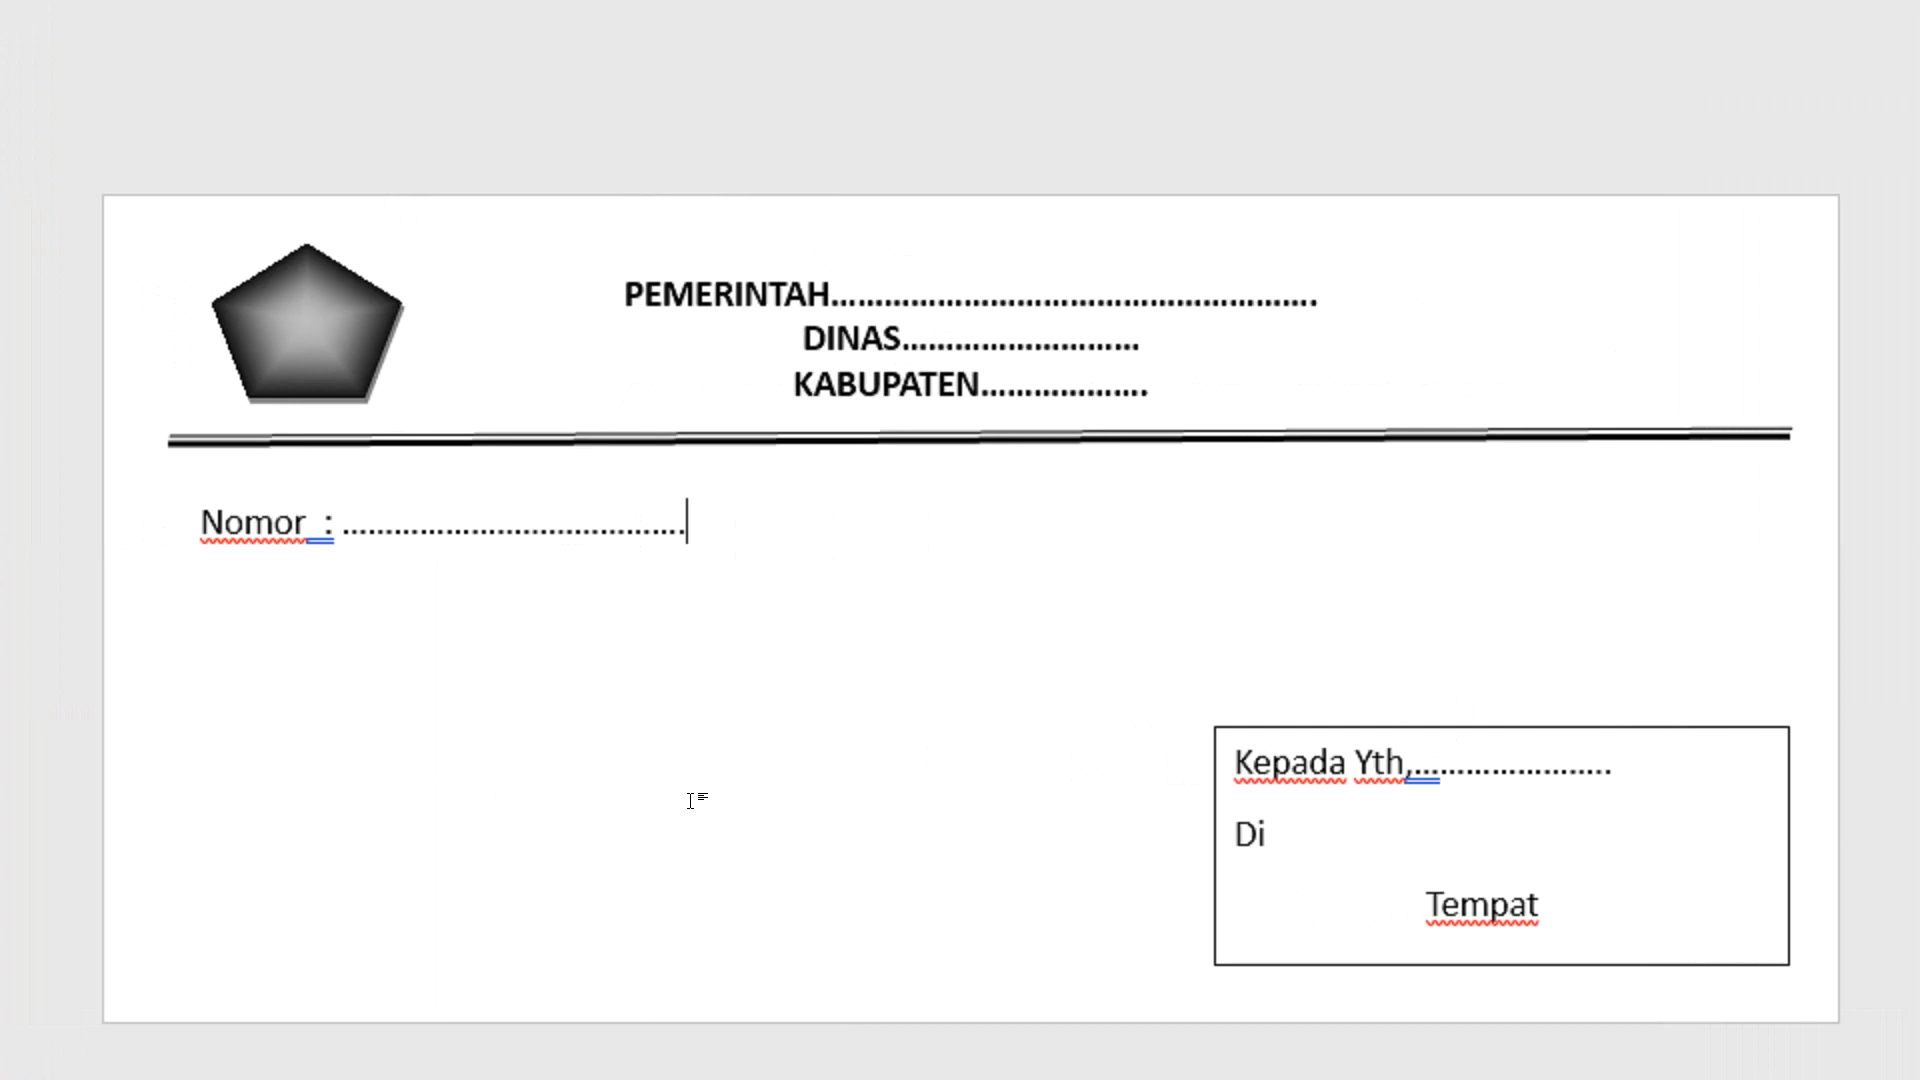 PEMERINTAH……………………………………………….
DINAS………………………
KABUPATEN……………….
Nomor  : ………………………………….
Kepada Yth,…………………..
Di
Tempat